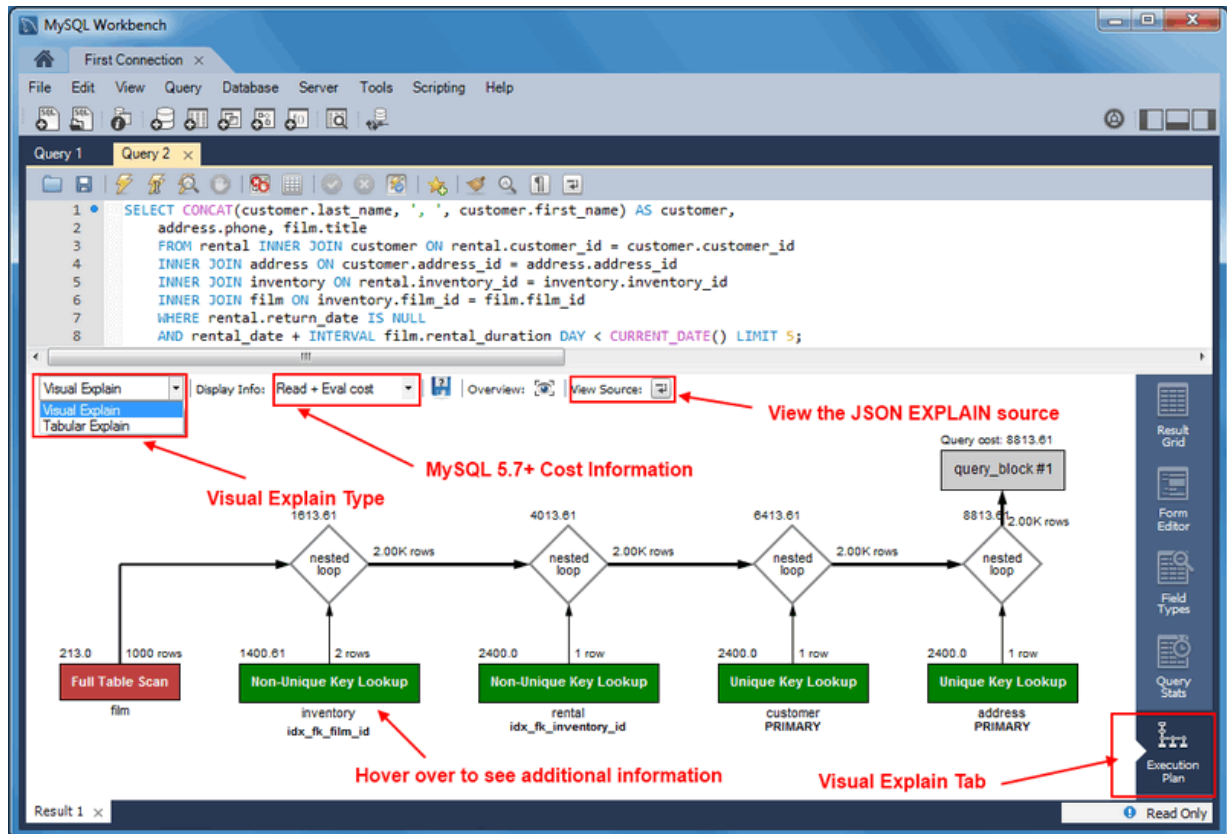 MySQL Workbench
First Connection ×
File Edit View Query Database Server Tools Scripting Help
Query 1 Query 2 ×
1 SELECT CONCAT(customer.last_name, ', ', customer.first_name) AS customer,
2 address.phone, film.title
3 FROM rental INNER JOIN customer ON rental.customer_id = customer.customer_id
4 INNER JOIN address ON customer.address_id = address.address_id
5 INNER JOIN inventory ON rental.inventory_id = inventory.inventory_id
6 INNER JOIN film ON inventory.film_id = film.film_id
7 WHERE rental.return_date IS NULL
8 AND rental_date + INTERVAL film.rental_duration DAY < CURRENT_DATE() LIMIT 5;
Visual Explain Display Info: Read + Eval cost Overview: View Source:
Visual Explain
Tabular Explain
View the JSON EXPLAIN source
MySQL 5.7+ Cost Information
Visual Explain Type
Query cost: 8813.61
query_block #1
1613.61 4013.61 6413.61 8813.61 2.00K rows
nested loop 2.00K rows nested loop 2.00K rows nested loop 2.00K rows nested loop
213.0 1000 rows 1400.61 2 rows 2400.0 1 row 2400.0 1 row 2400.0 1 row
Full Table Scan Non-Unique Key Lookup Non-Unique Key Lookup Unique Key Lookup Unique Key Lookup
film inventory rental customer address
idx_fk_film_id idx_fk_inventory_id PRIMARY PRIMARY
Hover over to see additional information
Visual Explain Tab
Result
Grid
Form
Editor
Field
Types
Query
Stats
Execution
Plan
Result 1 × Read Only